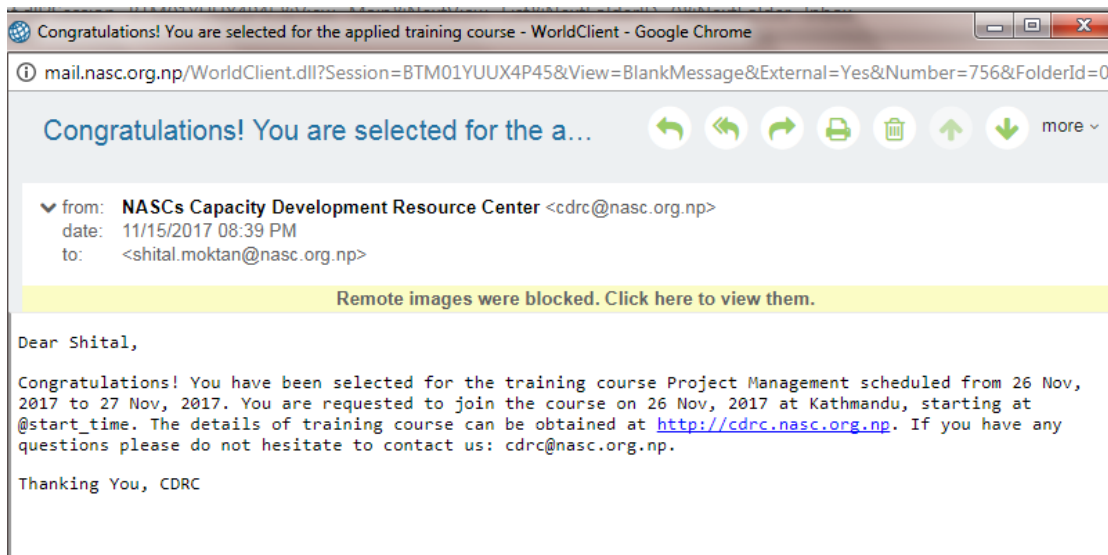 Congratulations! You are selected for the applied training course - WorldClient - Google Chrome
mail.nasc.org.np/WorldClient.dll?Session=BTM01YUUX4P45&View=BlankMessage&External=Yes&Number=756&FolderId=0
Congratulations! You are selected for the a... more
from: NASCs Capacity Development Resource Center <cdrc@nasc.org.np>
date: 11/15/2017 08:39 PM
to: <shital.moktan@nasc.org.np>
Remote images were blocked. Click here to view them.
Dear Shital,
Congratulations! You have been selected for the training course Project Management scheduled from 26 Nov,
2017 to 27 Nov, 2017. You are requested to join the course on 26 Nov, 2017 at Kathmandu, starting at
@start_time. The details of training course can be obtained at http://cdrc.nasc.org.np. If you have any
questions please do not hesitate to contact us: cdrc@nasc.org.np.
Thanking You, CDRC